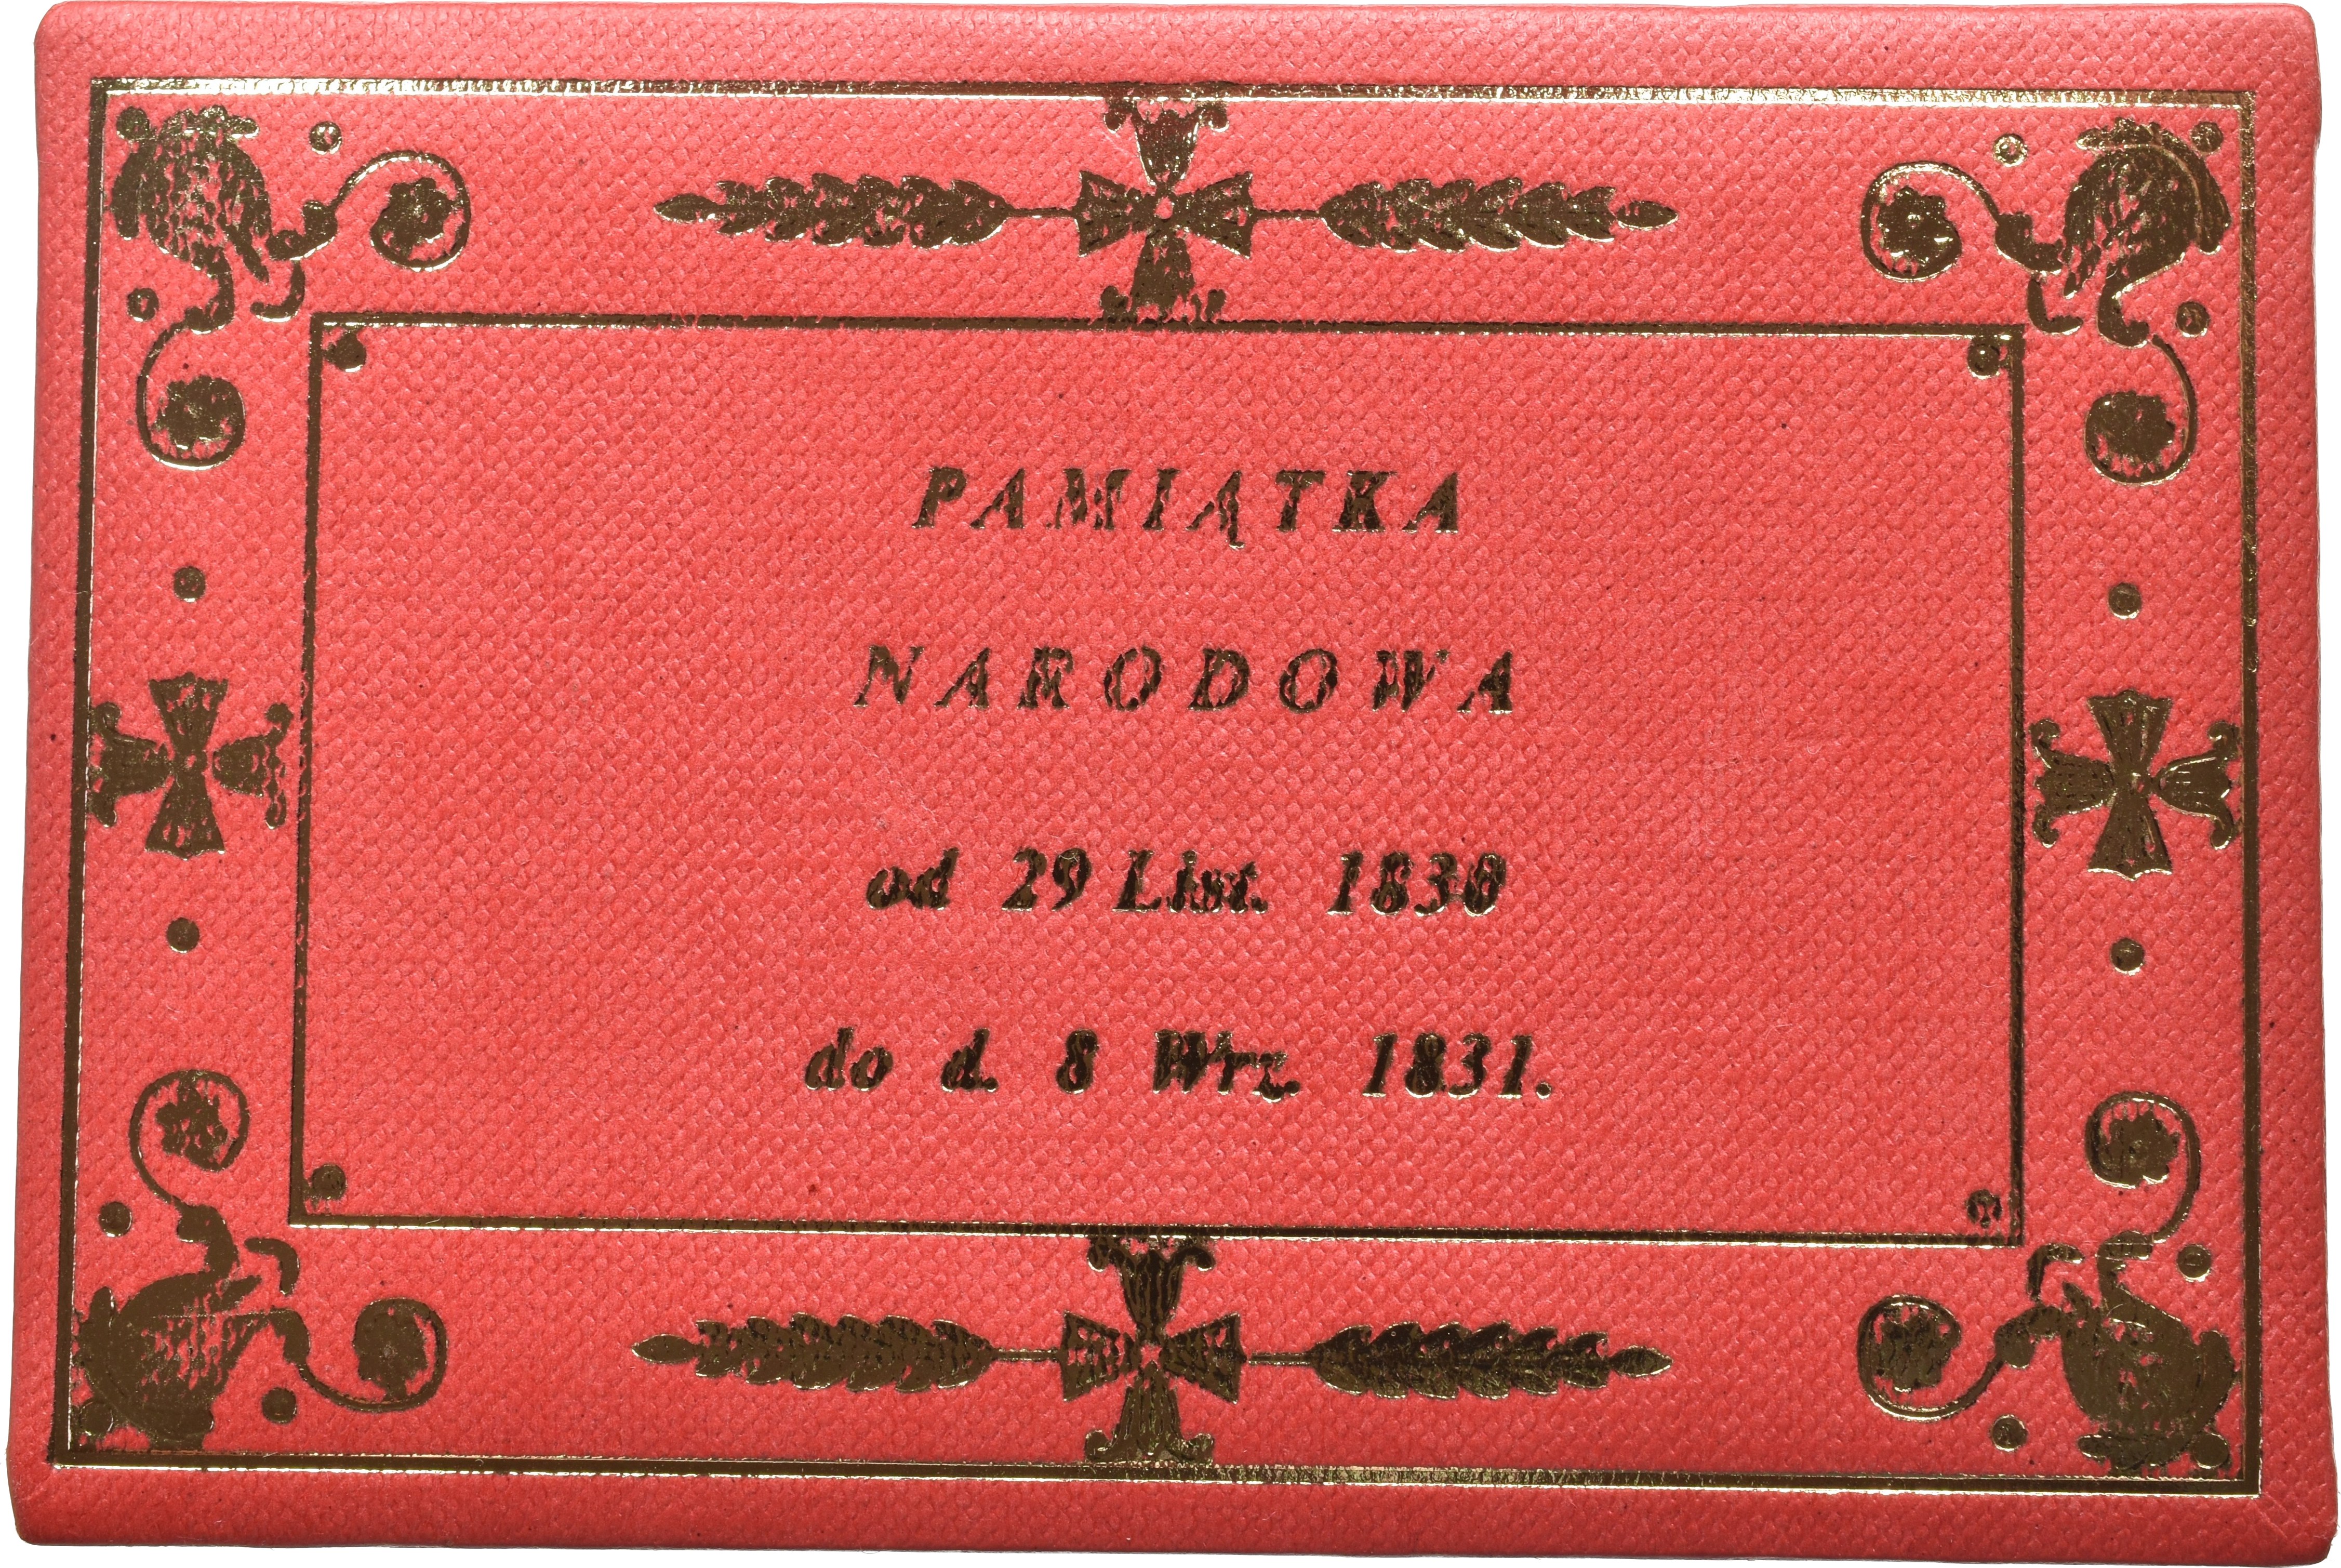 PAMIĄTKA
NARODOWA
od 29 List. 1830
do d. 8 Wrz. 1831.